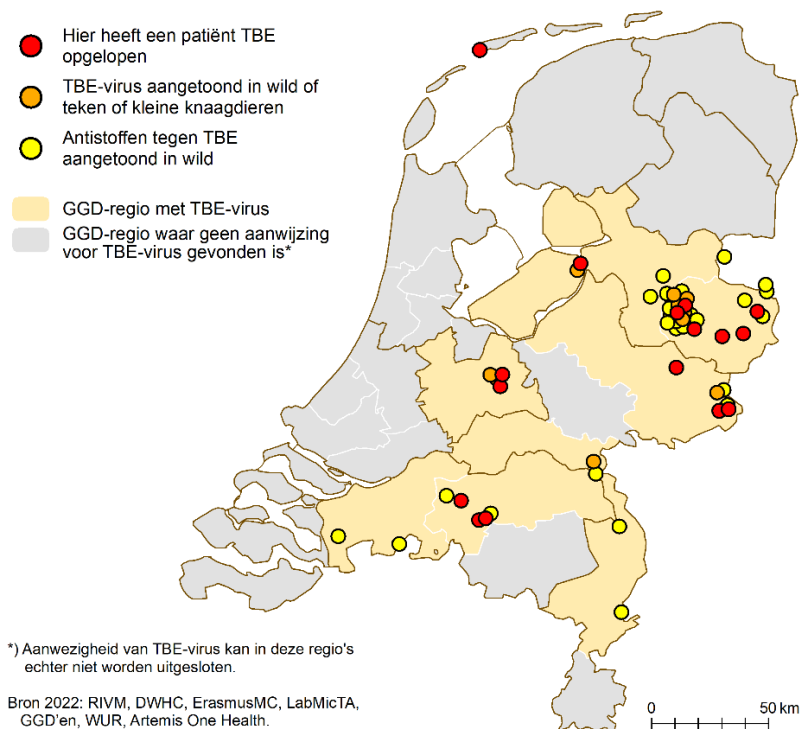 Hier heeft een patiënt TBE
opgelopen
TBE-virus aangetoond in wild of
teken of kleine knaagdieren
Antistoffen tegen TBE
aangetoond in wild
GGD-regio met TBE-virus
GGD-regio waar geen aanwijzing
voor TBE-virus gevonden is*
*) Aanwezigheid van TBE-virus kan in deze regio's
echter niet worden uitgesloten.
Bron 2022: RIVM, DWHC, ErasmusMC, LabMicTA,
GGD'en, WUR, Artemis One Health.
0 50 km